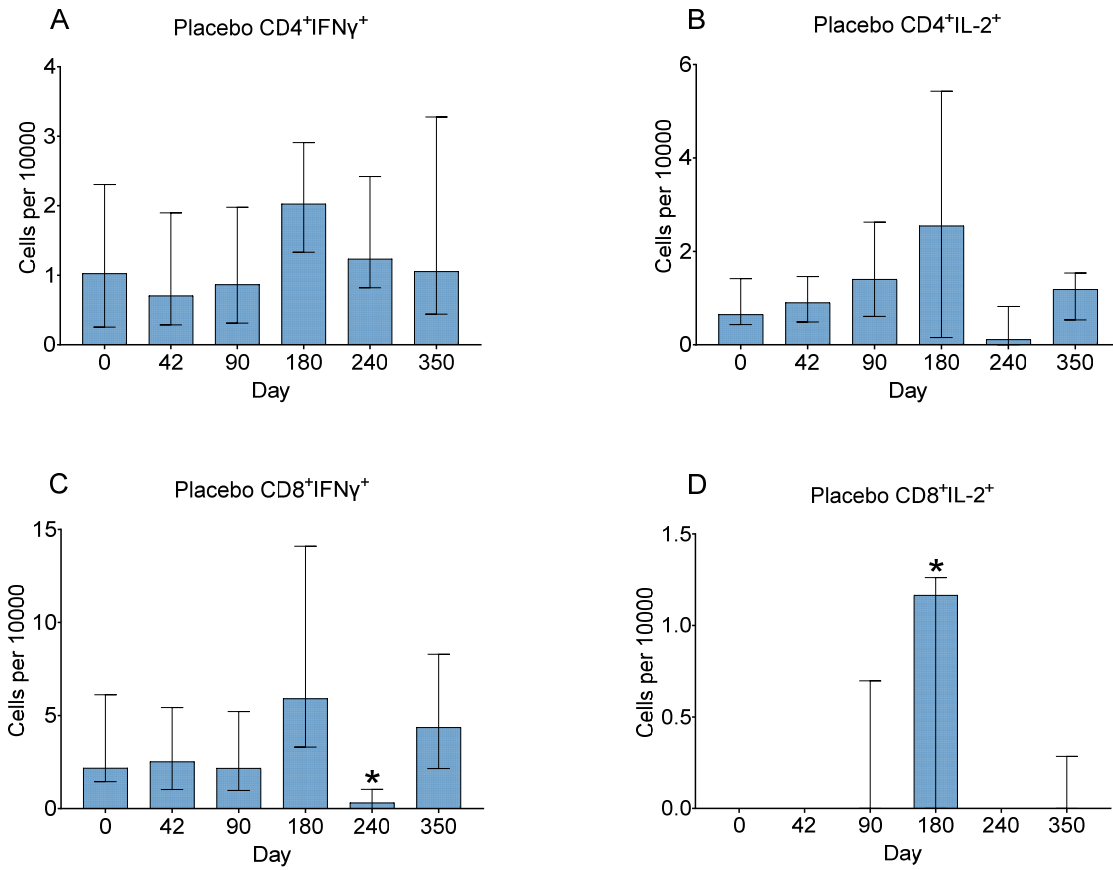 A
Placebo CD4⁺IFNγ⁺
Cells per 10000
4
3
2
1
0
0 42 90 180 240 350
Day
B
Placebo CD4⁺IL-2⁺
Cells per 10000
6
4
2
0
0 42 90 180 240 350
Day
C
Placebo CD8⁺IFNγ⁺
Cells per 10000
15
10
5
0
*
0 42 90 180 240 350
Day
D
Placebo CD8⁺IL-2⁺
Cells per 10000
1.5
1.0
0.5
0.0
*
0 42 90 180 240 350
Day